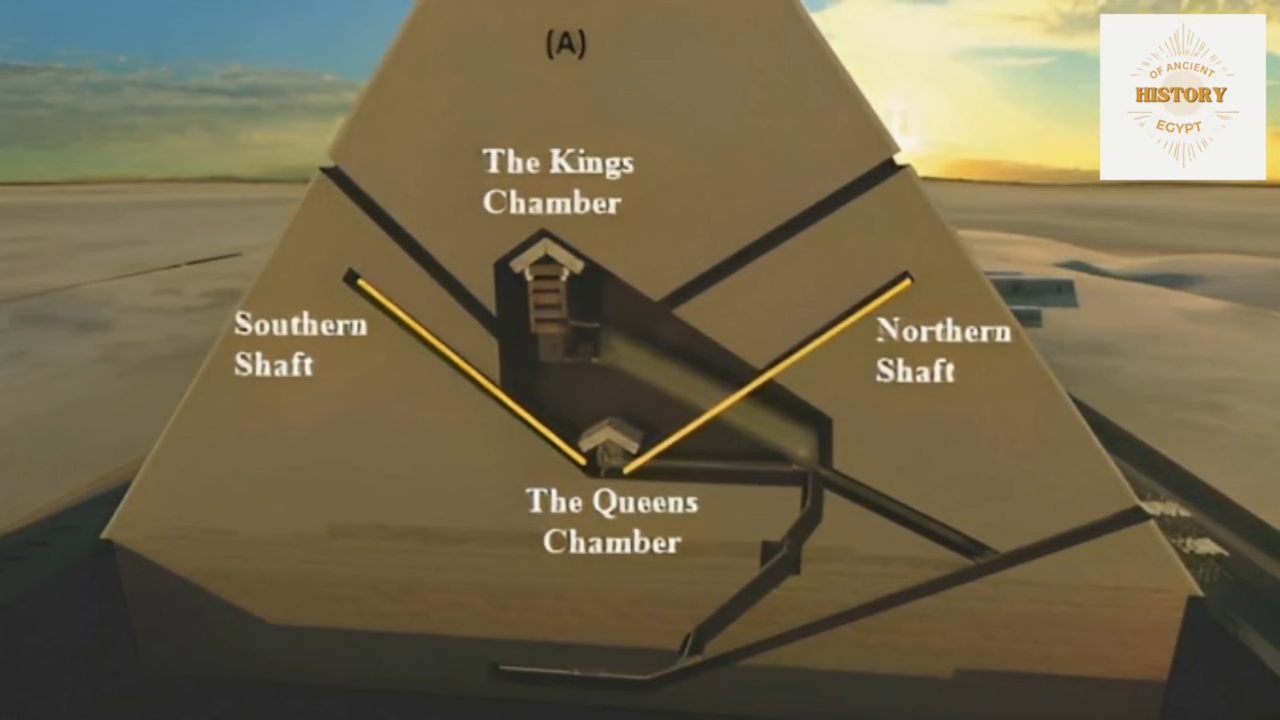 (A)
OF ANCIENT
HISTORY
EGYPT
The Kings
Chamber
Southern
Shaft
Northern
Shaft
The Queens
Chamber